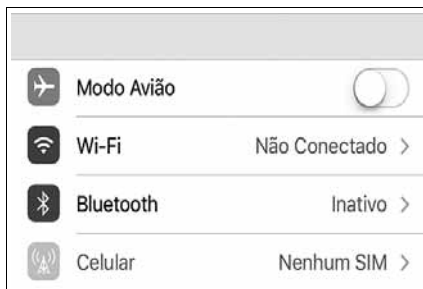 Modo Avião
Wi-Fi Não Conectado >
Bluetooth Inativo >
Celular Nenhum SIM >